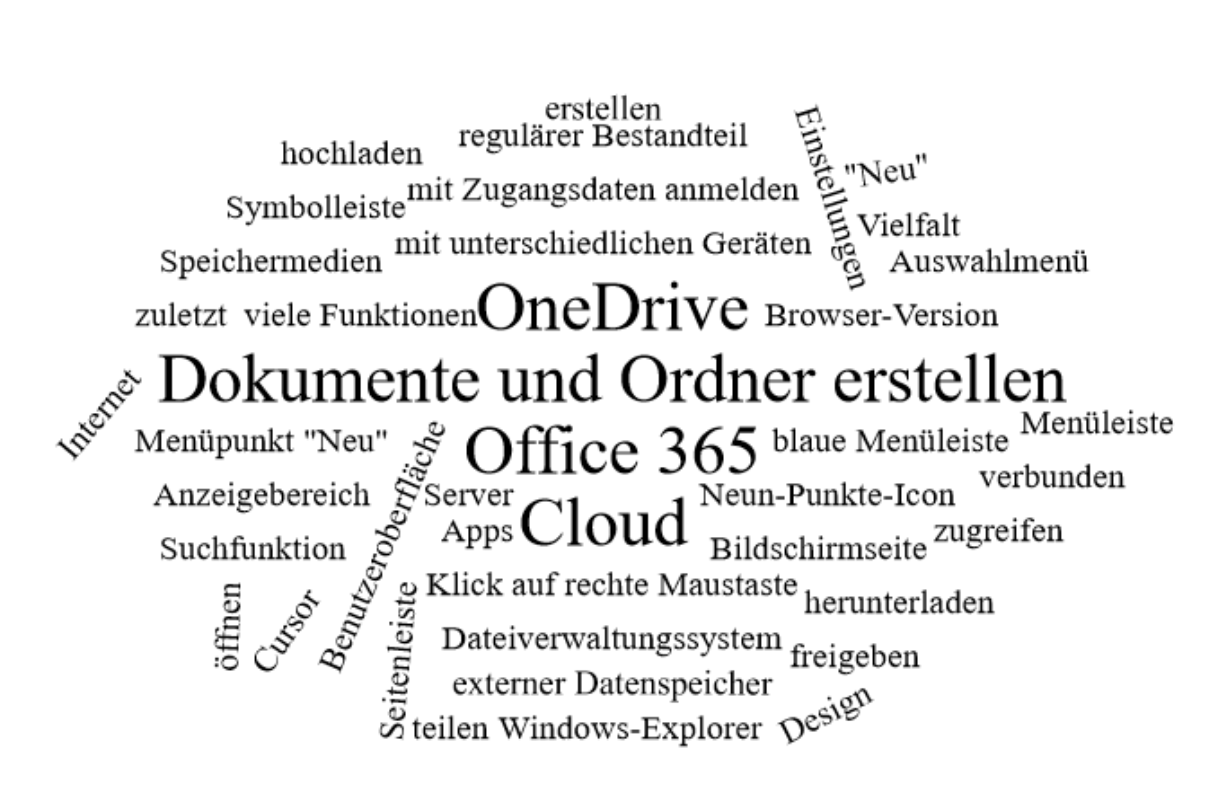 erstellen
regulärer Bestandteil
hochladen
Einstellungen
"Neu"
mit Zugangsdaten anmelden
Symbolleiste
Vielfalt
mit unterschiedlichen Geräten
Speichermedien
Auswahlmenü
zuletzt
viele Funktionen
OneDrive
Browser-Version
Dokumente und Ordner erstellen
Internet
Menüleiste
Menüpunkt "Neu"
Office 365
blaue Menüleiste
verbunden
Anzeigebereich
Benutzeroberfläche
Server
Neun-Punkte-Icon
Apps
Cloud
zugreifen
Suchfunktion
Bildschirmseite
Klick auf rechte Maustaste
herunterladen
öffnen
Cursor
Seitenleiste
Dateiverwaltungssystem
freigeben
externer Datenspeicher
teilen
Windows-Explorer
Design